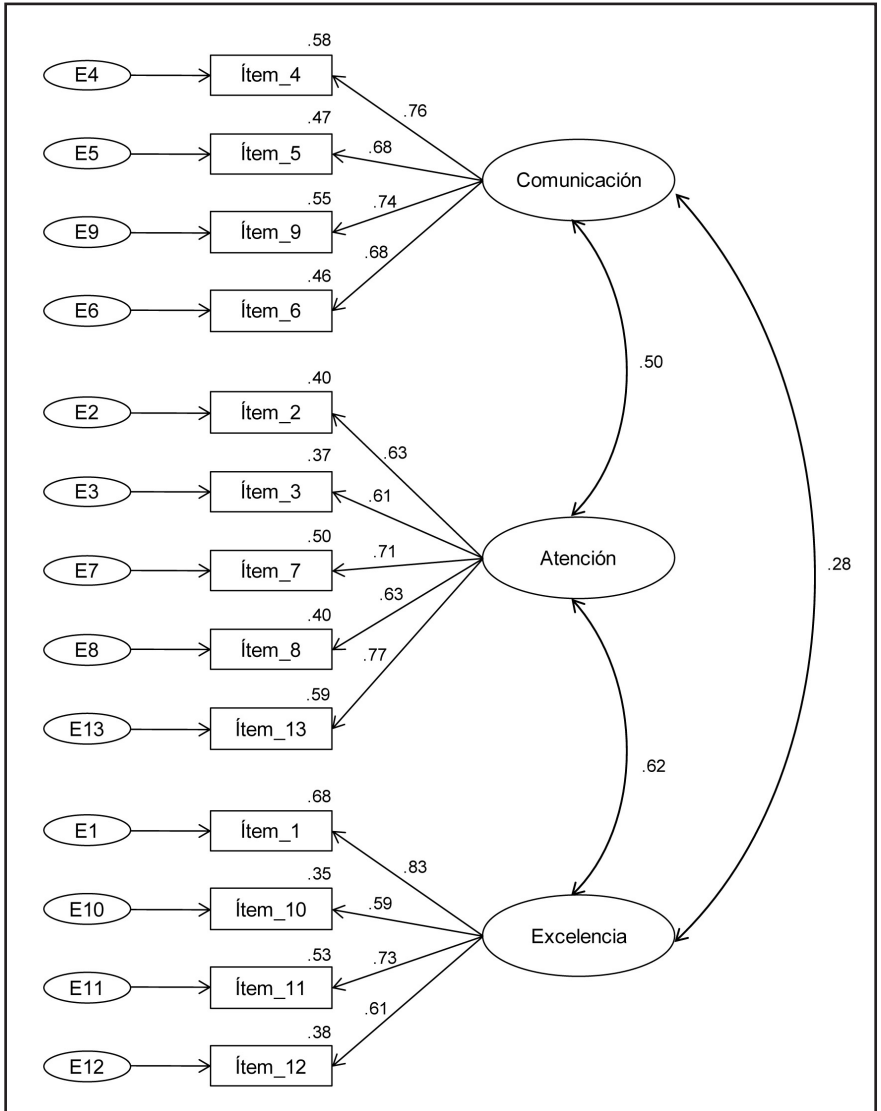 .58
E4
Ítem_4
.76
.47
E5
Ítem_5
.68
Comunicación
.55
.74
E9
Ítem_9
.68
.46
E6
Ítem_6
.50
.40
E2
Ítem_2
.63
.37
E3
Ítem_3
.61
.50
.71
E7
Ítem_7
Atención
.28
.63
.40
E8
Ítem_8
.77
.59
E13
Ítem_13
.62
.68
E1
Ítem_1
.83
.35
.59
E10
Ítem_10
Excelencia
.53
.73
E11
Ítem_11
.61
.38
E12
Ítem_12